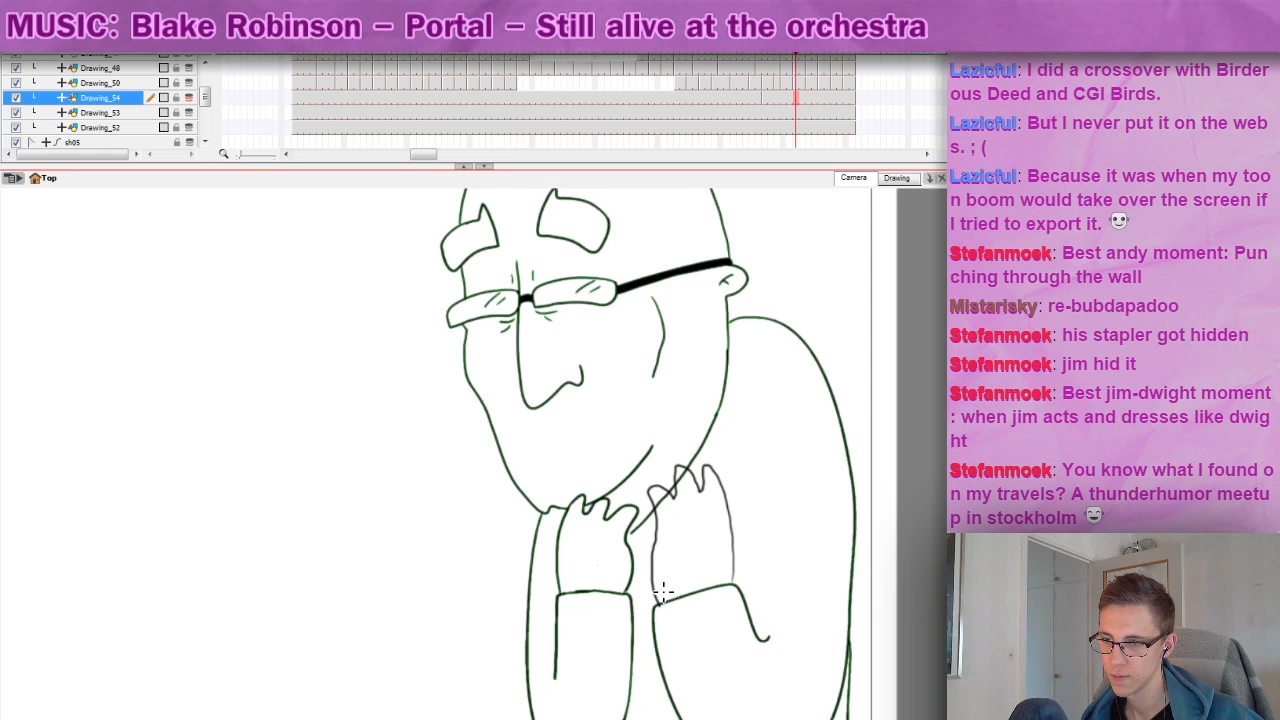 MUSIC: Blake Robinson - Portal - Still alive at the orchestra
Drawing_48
Drawing_50
Drawing_54
Drawing_53
Drawing_52
sh05
Top
Camera
Drawing
Lazicful: I did a crossover with Birder
ous Deed and CGI Birds.
Lazicful: But I never put it on the web
s. ; (
Lazicful: Because it was when my too
n boom would take over the screen if
I tried to export it.
Stefanmoek: Best andy moment: Pun
ching through the wall
Mistarisky: re-bubdapadoo
Stefanmoek: his stapler got hidden
Stefanmoek: jim hid it
Stefanmoek: Best jim-dwight moment
: when jim acts and dresses like dwig
ht
Stefanmoek: You know what I found o
n my travels? A thunderhumor meetu
p in stockholm